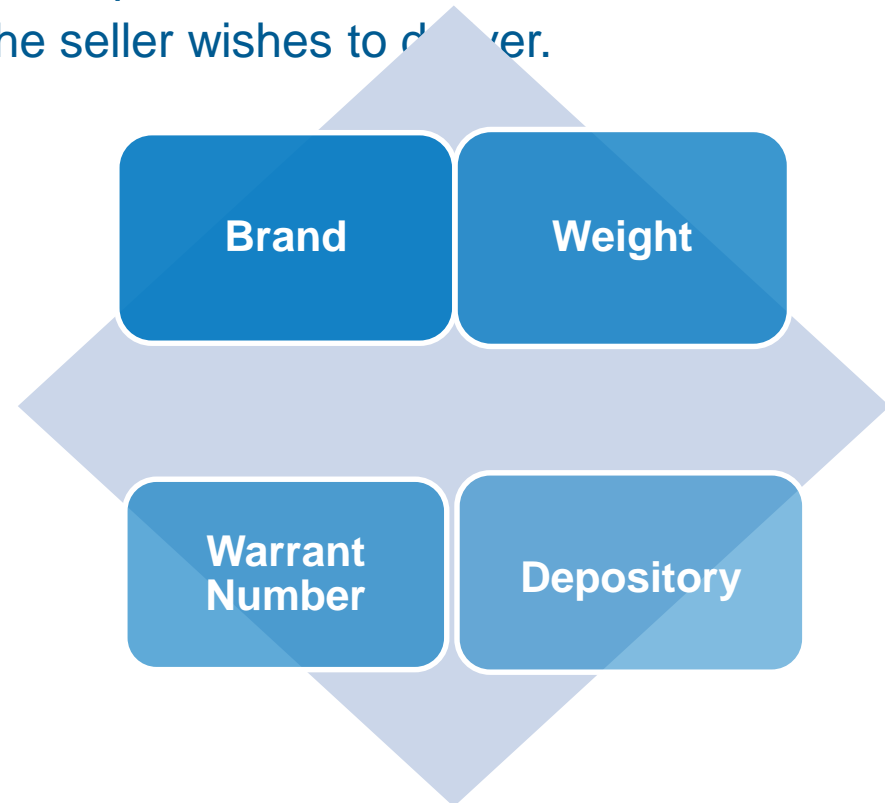 he seller wishes to
Brand
Weight
Warrant
Number
Depository